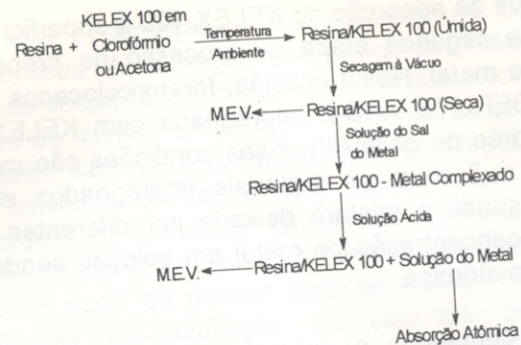 KELEX 100 em
Resina + Clorofórmio ou Acetona
Temperatura Ambiente
Resina/KELEX 100 (Úmida)
Secagem à Vácuo
M.E.V.
Resina/KELEX 100 (Seca)
Solução do Sal
do Metal
Resina/KELEX 100 - Metal Complexado
Solução Ácida
M.E.V.
Resina/KELEX 100 + Solução do Metal
Absorção Atômica